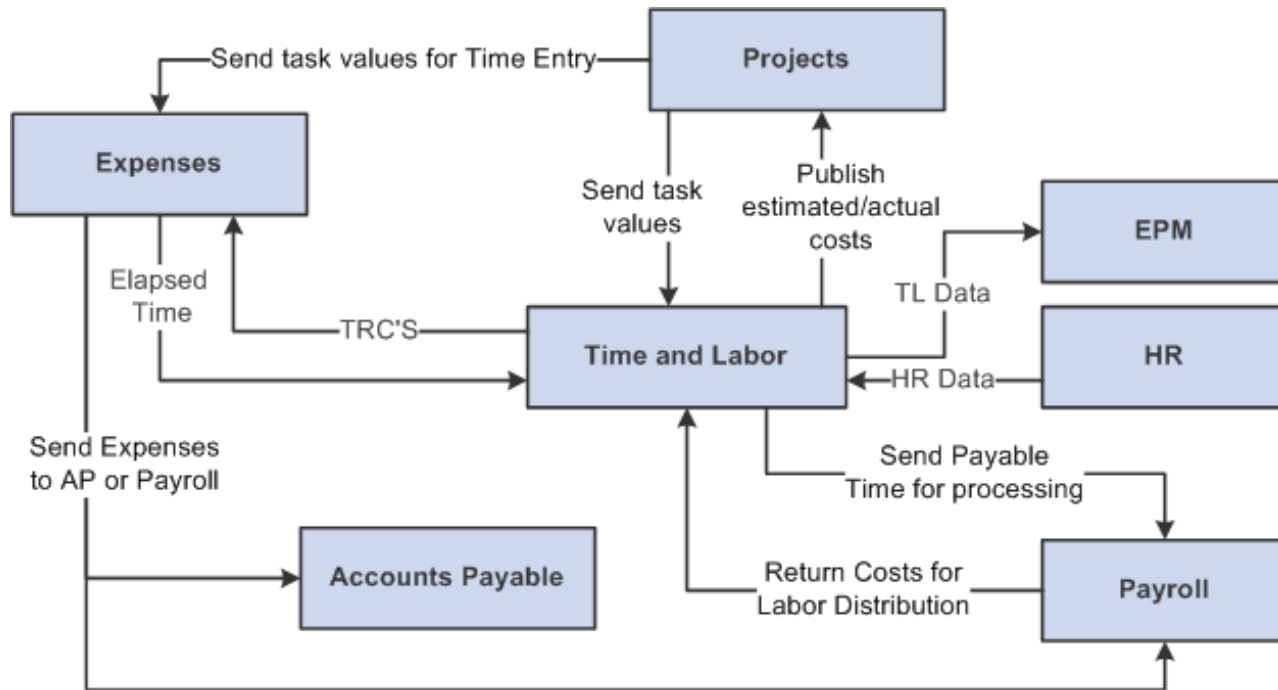 Send task values for Time Entry
Projects
Expenses
Send task
values
Publish
estimated/actual
costs
EPM
Elapsed
Time
TRC'S
TL Data
Time and Labor
HR
HR Data
Send Expenses
to AP or Payroll
Send Payable
Time for processing
Accounts Payable
Return Costs for
Labor Distribution
Payroll